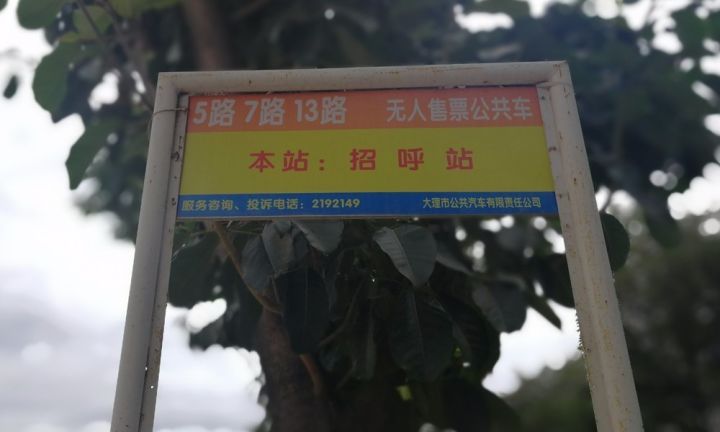 5路 7路 13路 无人售票公共车
本站：招呼站
服务咨询、投诉电话：2192149 大理市公共汽车有限责任公司